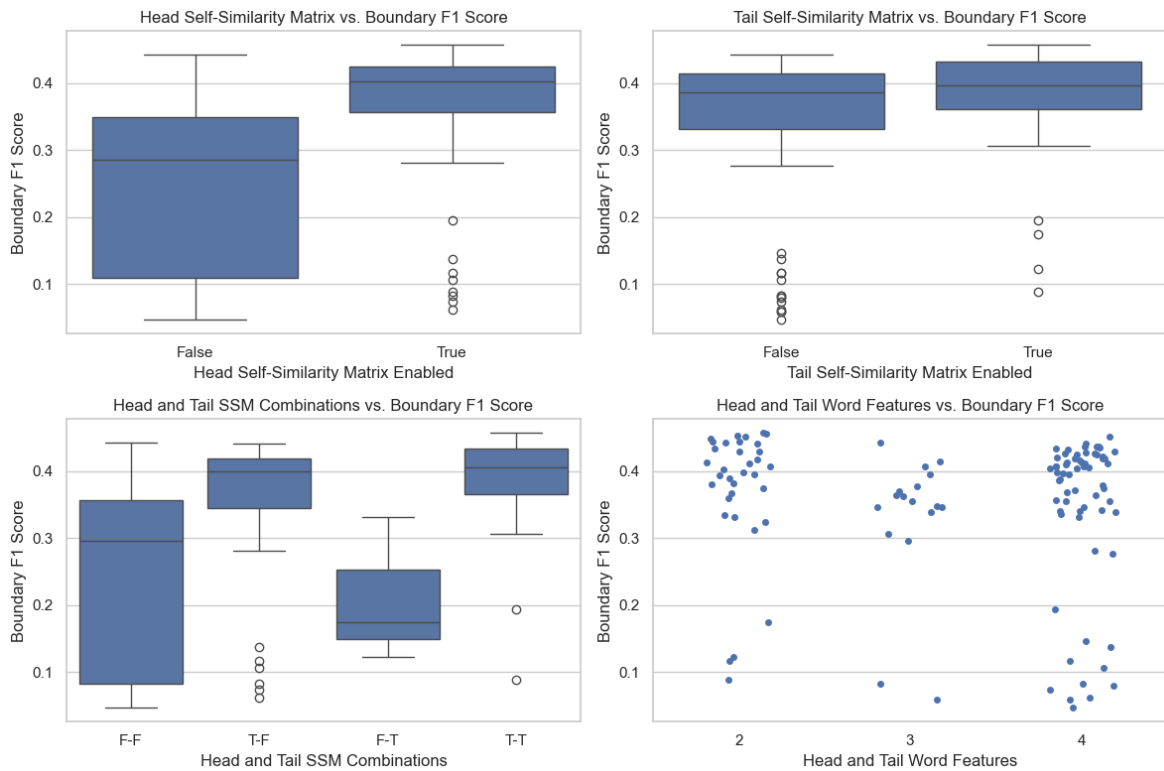 Head Self-Similarity Matrix vs. Boundary F1 Score
Boundary F1 Score
0.4
0.3
0.2
0.1
False True
Head Self-Similarity Matrix Enabled
Tail Self-Similarity Matrix vs. Boundary F1 Score
Boundary F1 Score
0.4
0.3
0.2
0.1
False True
Tail Self-Similarity Matrix Enabled
Head and Tail SSM Combinations vs. Boundary F1 Score
Boundary F1 Score
0.4
0.3
0.2
0.1
F-F T-F F-T T-T
Head and Tail SSM Combinations
Head and Tail Word Features vs. Boundary F1 Score
Boundary F1 Score
0.4
0.3
0.2
0.1
2 3 4
Head and Tail Word Features